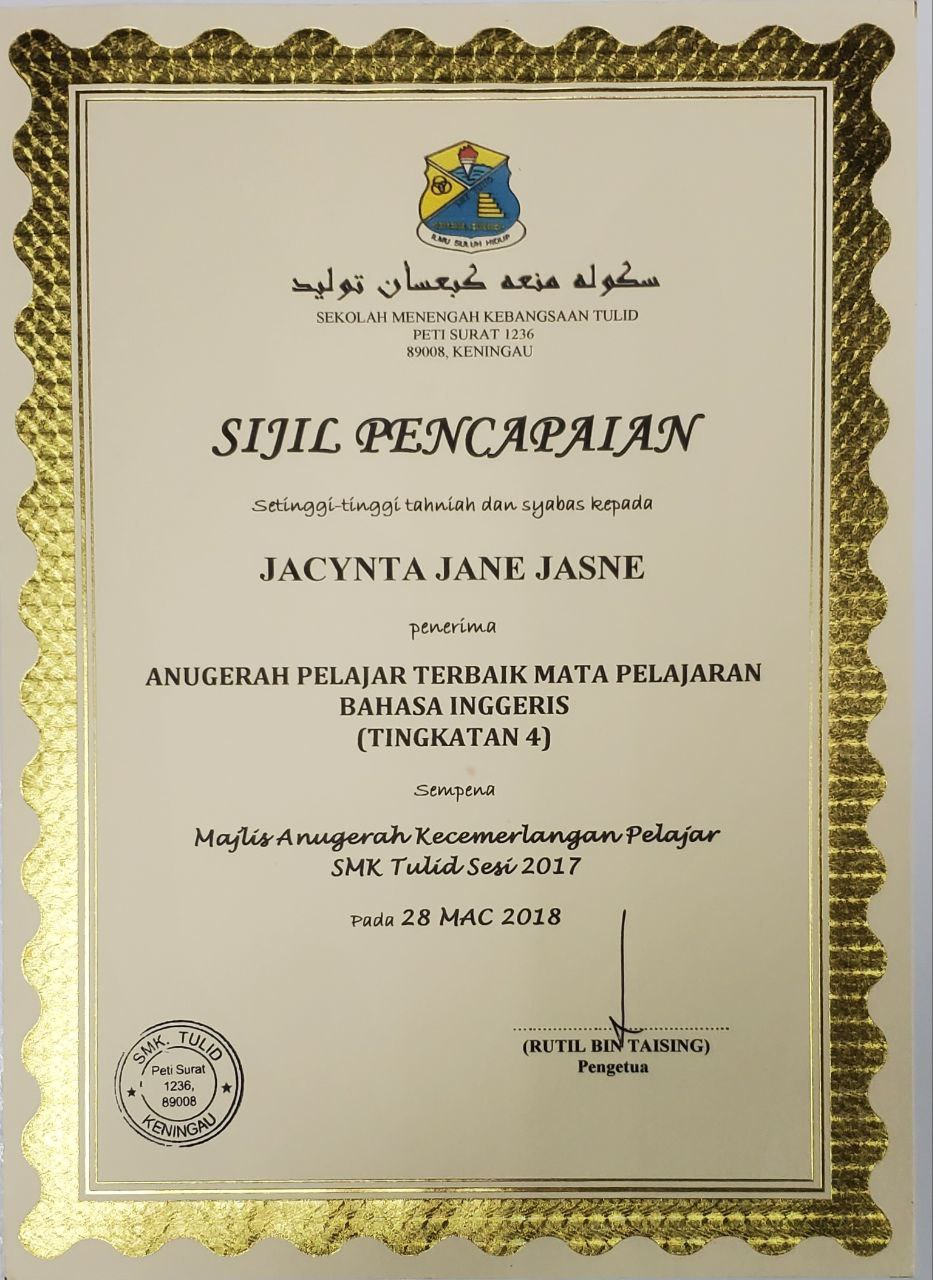 ILMU SULUH HIDUP
سکوله منعه کبعسان توليد
SEKOLAH MENENGAH KEBANGSAAN TULID
PETI SURAT 1236
89008, KENINGAU
SIJIL PENCAPAIAN
Setinggi-tinggi tahniah dan syabas kepada
JACYNTA JANE JASNE
penerima
ANUGERAH PELAJAR TERBAIK MATA PELAJARAN
BAHASA INGGERIS
(TINGKATAN 4)
Sempena
Majlis Anugerah Kecemerlangan Pelajar
SMK Tulid Sesi 2017
Pada 28 MAC 2018
(RUTIL BIN TAISING)
Pengetua
SMK. TULID
Peti Surat
1236,
89008
KENINGAU